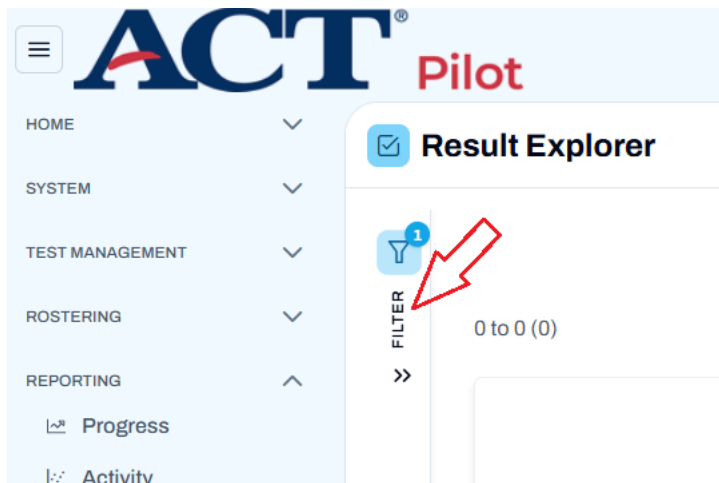 ACT®
Pilot
HOME
SYSTEM
TEST MANAGEMENT
ROSTERING
REPORTING
Progress
Activity
Result Explorer
1
FILTER
0 to 0 (0)